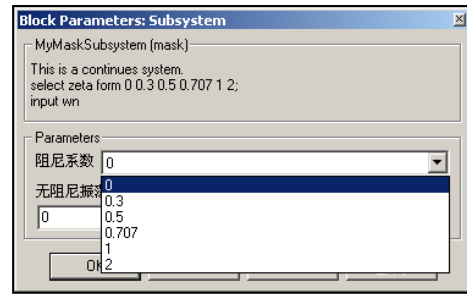 Block Parameters: Subsystem
MyMaskSubsystem (mask)
This is a continues system.
select zeta form 0 0.3 0.5 0.707 1 2;
input wn
Parameters
阻尼系数 0
0
无阻尼振
0.3
0
0.5
0.707
1
2